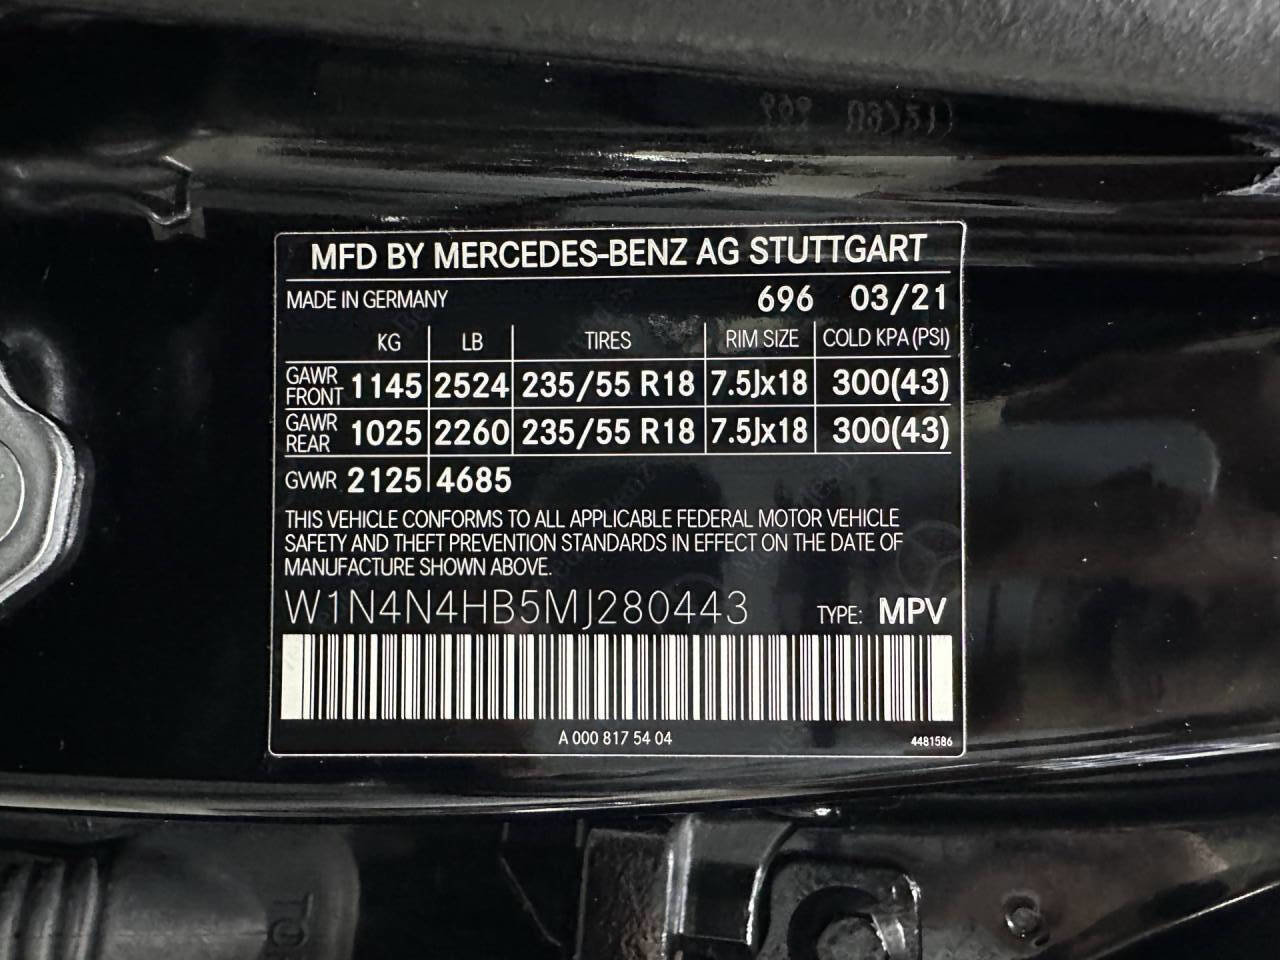 MFD BY MERCEDES-BENZ AG STUTTGART
MADE IN GERMANY 696 03/21
KG LB TIRES RIM SIZE COLD KPA (PSI)
GAWR FRONT 1145 2524 235/55 R18 7.5Jx18 300(43)
GAWR REAR 1025 2260 235/55 R18 7.5Jx18 300(43)
GVWR 2125 4685
THIS VEHICLE CONFORMS TO ALL APPLICABLE FEDERAL MOTOR VEHICLE
SAFETY AND THEFT PREVENTION STANDARDS IN EFFECT ON THE DATE OF
MANUFACTURE SHOWN ABOVE.
W1N4N4HB5MJ280443 TYPE: MPV
A 000 817 54 04 4481586